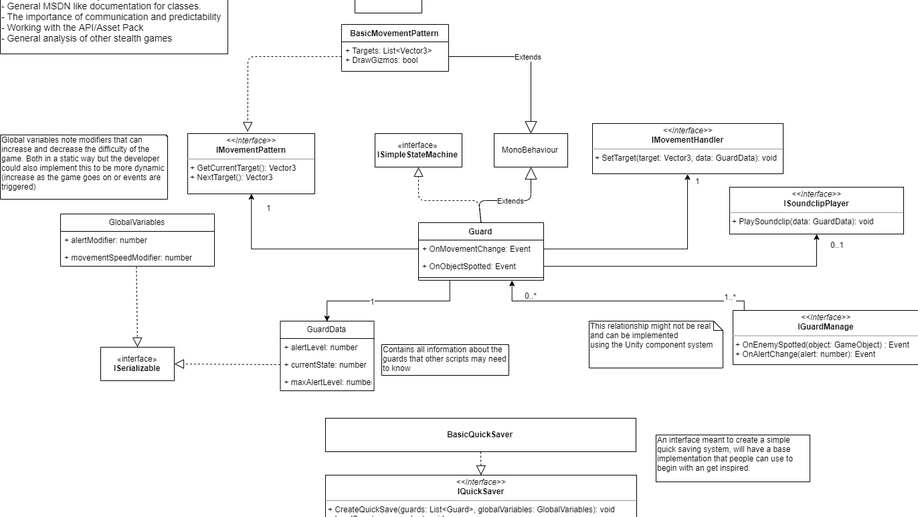 - General MSDN like documentation for classes.
- The importance of communication and predictability
- Working with the API/Asset Pack
- General analysis of other stealth games
BasicMovementPattern
+ Targets: List<Vector3>
+ DrawGizmos: bool
Extends
Global variables note modifiers that can
increase and decrease the difficulty of the
game. Both in a static way but the developer
could also implement this to be more dynamic
(increase as the game goes on or events are
triggered)
<<Interface>>
IMovementPattern
+ GetCurrentTarget(): Vector3
+ NextTarget(): Vector3
«interface»
ISimpleStateMachine
MonoBehaviour
<<Interface>>
IMovementHandler
+ SetTarget(target: Vector3, data: GuardData): void
1
1
Extends
<<Interface>>
ISoundclipPlayer
+ PlaySoundclip(data: GuardData): void
0..1
GlobalVariables
+ alertModifier: number
+ movementSpeedModifier: number
Guard
+ OnMovementChange: Event
+ OnObjectSpotted: Event
1
0..*
1..*
GuardData
+ alertLevel: number
+ currentState: number
+ maxAlertLevel: numbe
Contains all information about the
guards that other scripts may need
to know
This relationship might not be real
and can be implemented
using the Unity component system
<<Interface>>
IGuardManage
+ OnEnemySpotted(object: GameObject) : Event
+ OnAlertChange(alert: number): Event
«interface»
ISerializable
BasicQuickSaver
An interface meant to create a simple
quick saving system, will have a base
implementation that people can use to
begin with an get inspired.
<<Interface>>
IQuickSaver
+ CreateQuickSave(guards: List<Guard>, globalVariables: GlobalVariables): void